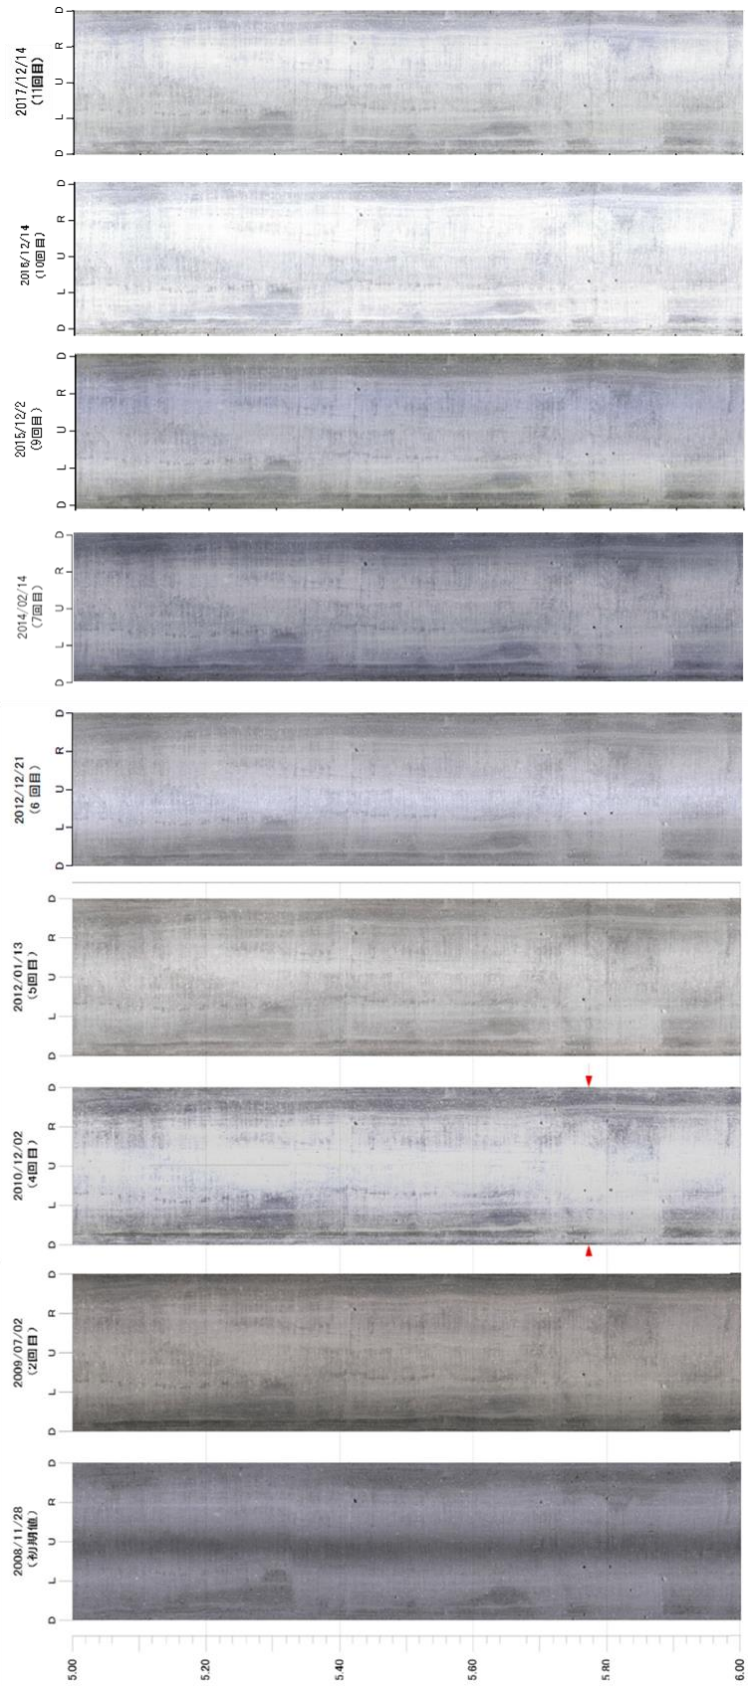 2017/12/14
(11回目)
D
R
U
L
D
2016/12/14
(10回目)
D
R
U
L
D
2015/12/2
(9回目)
D
R
U
L
D
2014/02/14
(7回目)
D
R
U
L
D
2012/12/21
(6 回目)
D
R
U
L
D
2012/01/13
(5回目)
D
R
U
L
D
2010/12/02
(4回目)
D
R
U
L
D
2009/07/02
(2回目)
D
R
U
L
D
2008/11/28
(初期値)
D
R
U
L
D
5.00
5.20
5.40
5.60
5.80
6.00